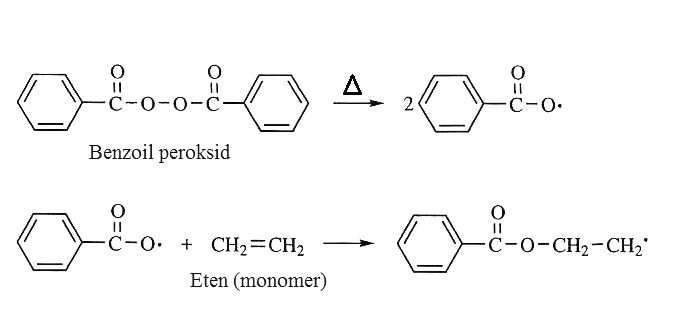 O O Δ O
C-O-O-C 2 C-O·
Benzoil peroksid
O O
C-O· + CH₂=CH₂ C-O-CH₂-CH₂·
Eten (monomer)